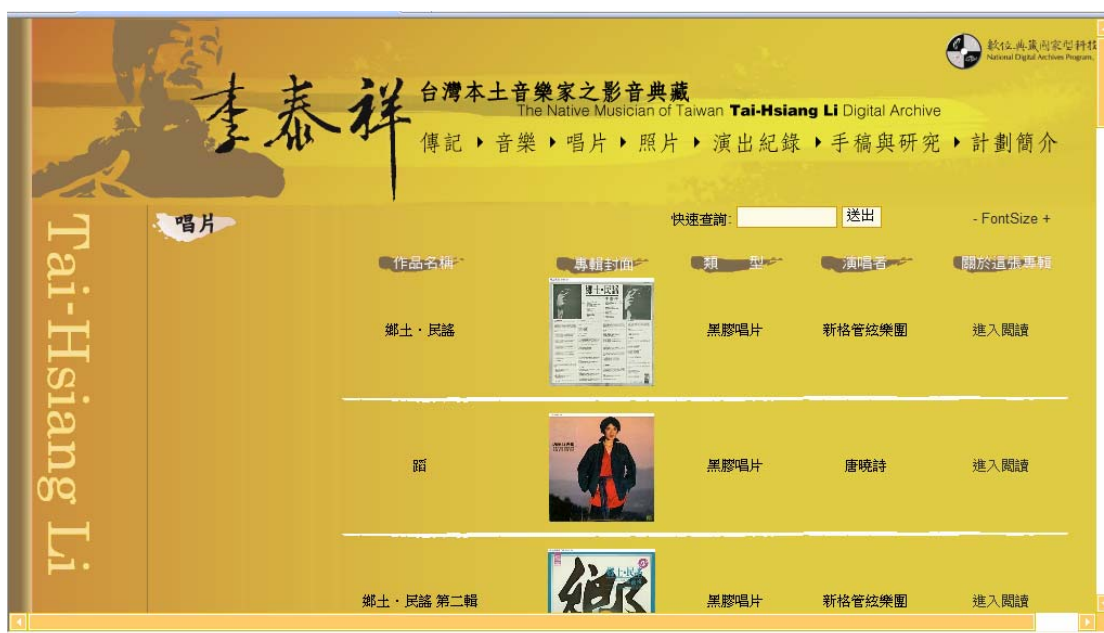 數位典藏國家型科技
National Digital Archives Program,
李泰祥
台灣本土音樂家之影音典藏
The Native Musician of Taiwan Tai-Hsiang Li Digital Archive
傳記 ▸ 音樂 ▸ 唱片 ▸ 照片 ▸ 演出紀錄 ▸ 手稿與研究 ▸ 計劃簡介
Tai-Hsiang Li
唱片
快速查詢: 送出 - FontSize +
作品名稱 專輯封面 類 型 演唱者 關於這張專輯
鄉土‧民謠
鄉土‧民謠 黑膠唱片 新格管絃樂團 進入閱讀
蹈 黑膠唱片 唐曉詩 進入閱讀
鄉
鄉土‧民謠 第二輯 黑膠唱片 新格管絃樂團 進入閱讀